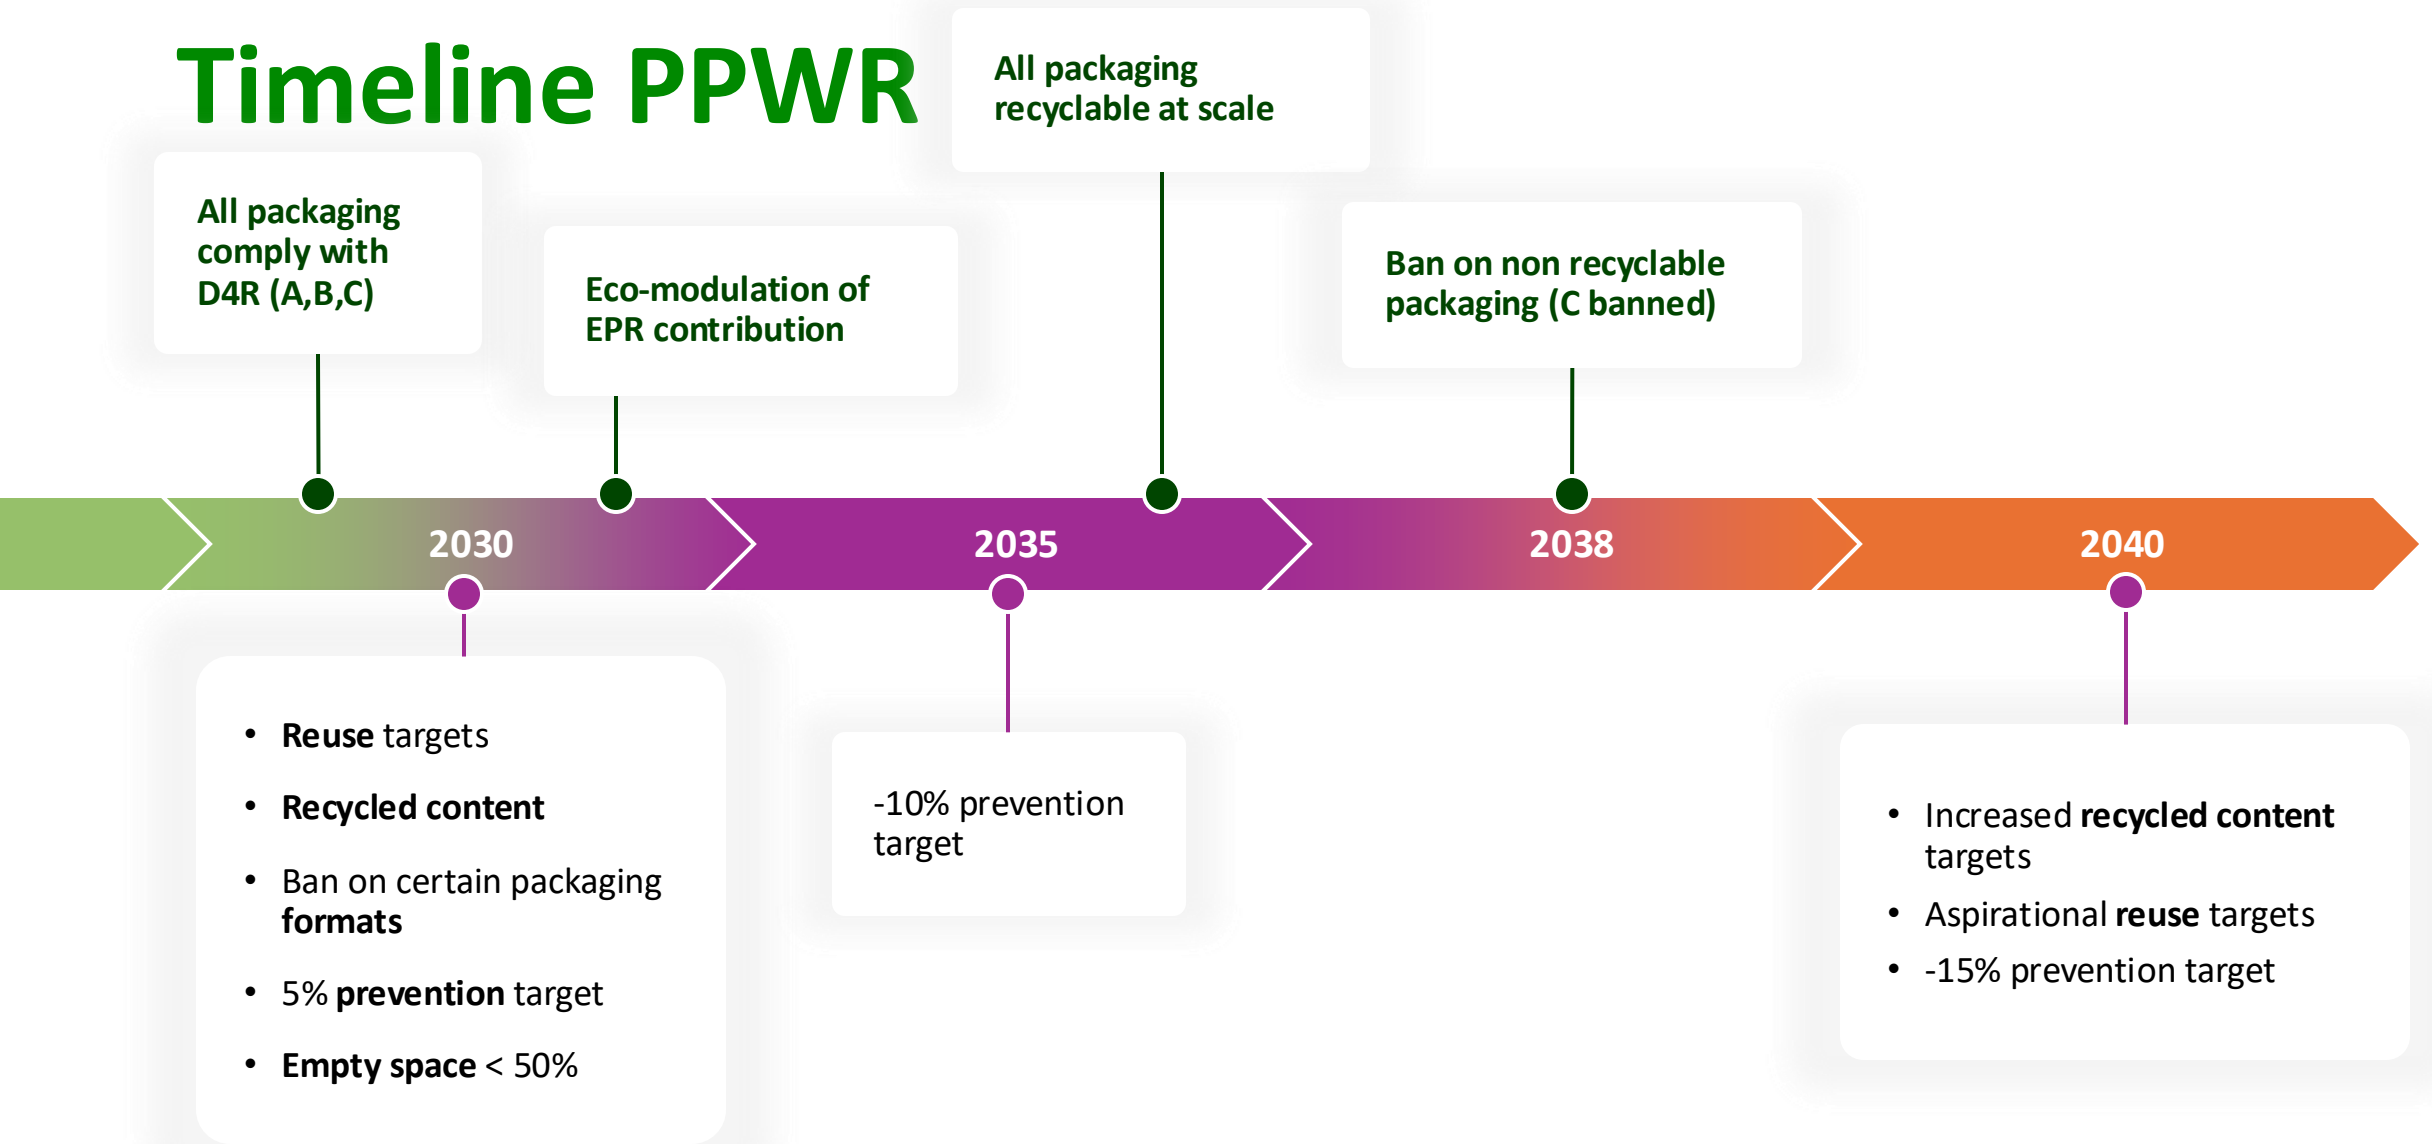 Timeline PPWR
All packaging
recyclable at scale
All packaging
comply with
D4R (A,B,C)
Eco-modulation of
EPR contribution
Ban on non recyclable
packaging (C banned)
2030
2035
2038
2040
• Reuse targets
• Recycled content
• Ban on certain packaging
formats
• 5% prevention target
• Empty space < 50%
-10% prevention
target
• Increased recycled content
targets
• Aspirational reuse targets
• -15% prevention target